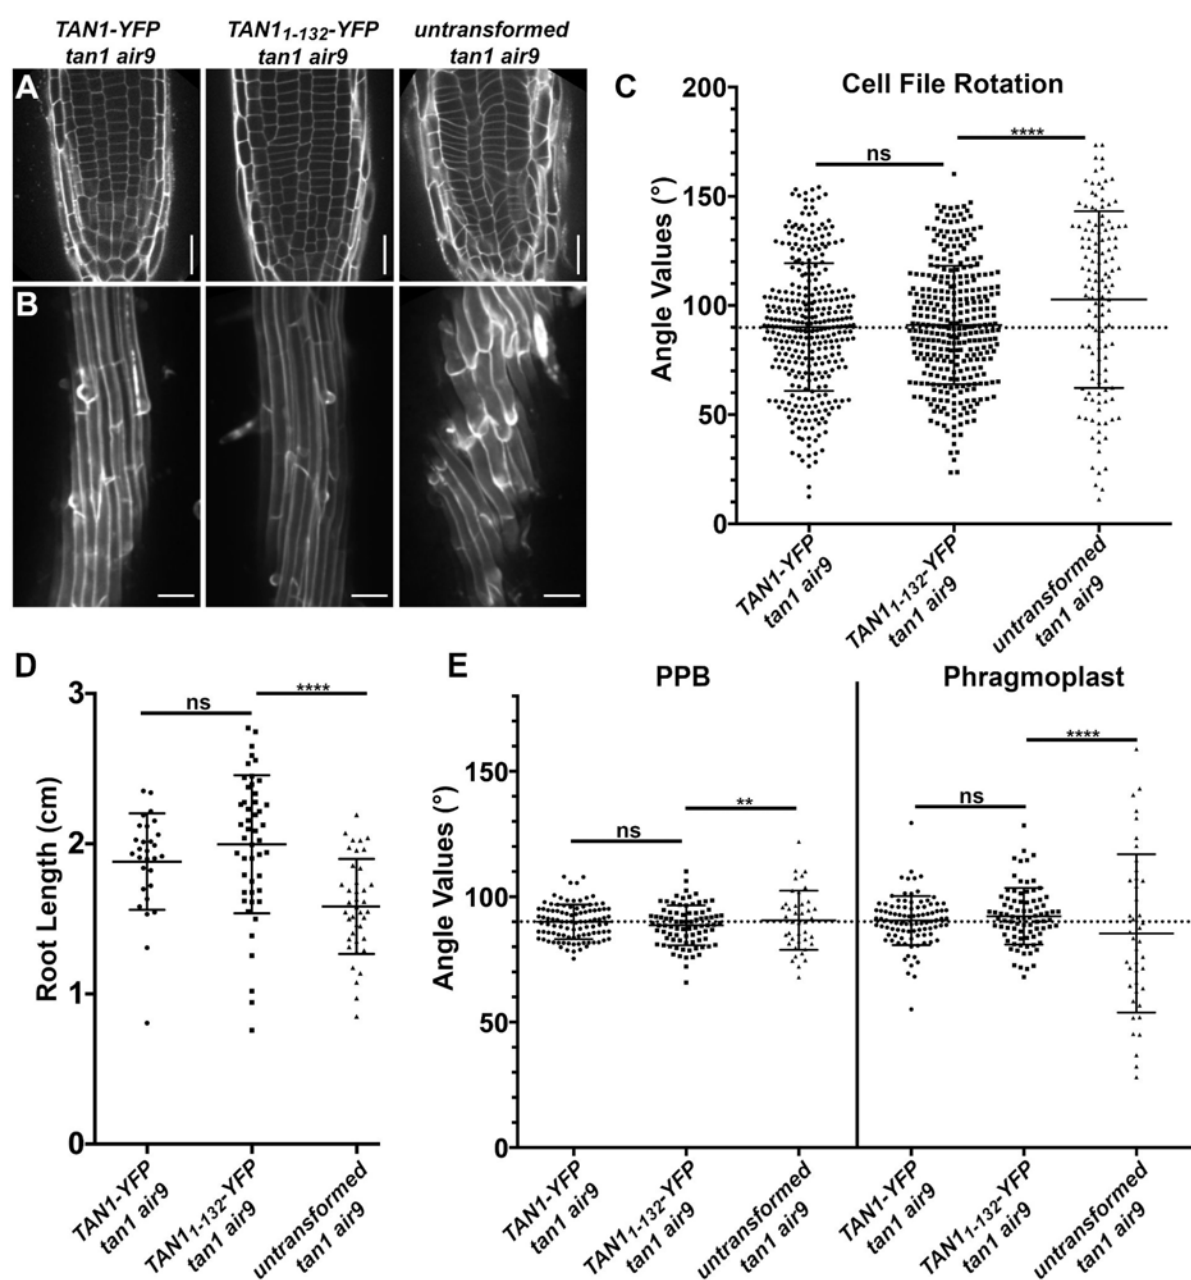 TAN1-YFP
tan1 air9
TAN1₁₋₁₃₂-YFP
tan1 air9
untransformed
tan1 air9
A
B
C
Cell File Rotation
200
150
100
50
0
Angle Values (°)
ns
****
TAN1-YFP
tan1 air9
TAN1₁₋₁₃₂-YFP
tan1 air9
untransformed
tan1 air9
D
3
2
1
0
Root Length (cm)
ns
****
TAN1-YFP
tan1 air9
TAN1₁₋₁₃₂-YFP
tan1 air9
untransformed
tan1 air9
E
PPB
Phragmoplast
150
100
50
0
Angle Values (°)
ns
**
ns
****
TAN1-YFP
tan1 air9
TAN1₁₋₁₃₂-YFP
tan1 air9
untransformed
tan1 air9
TAN1-YFP
tan1 air9
TAN1₁₋₁₃₂-YFP
tan1 air9
untransformed
tan1 air9